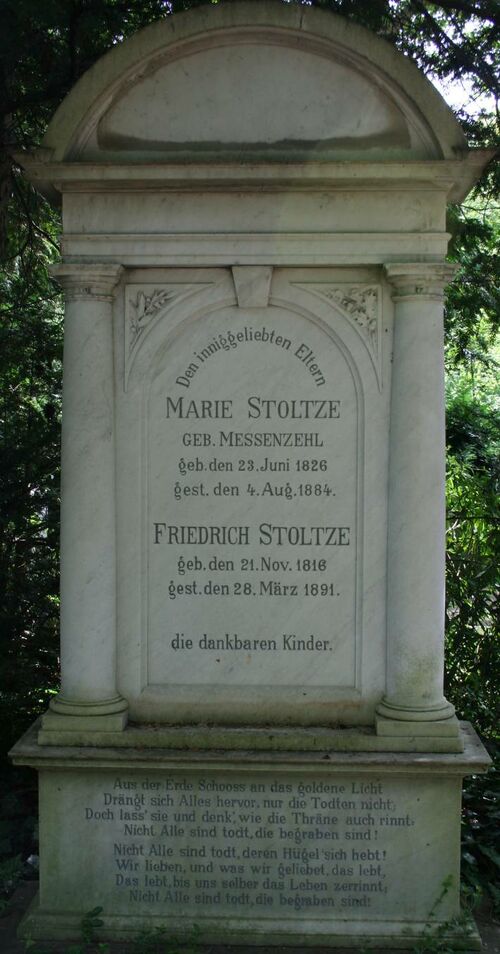 Den inniggeliebten Eltern
MARIE STOLTZE
GEB. MESSENZEHL
geb. den 23. Juni 1826
gest. den 4. Aug. 1884.
FRIEDRICH STOLTZE
geb. den 21. Nov. 1816
gest. den 28. März 1891.
die dankbaren Kinder.
Aus der Erde Schooss an das goldene Licht
Drängt sich Alles hervor, nur die Todten nicht;
Doch lass' sie und denk', wie die Thräne auch rinnt:
Nicht Alle sind todt, die begraben sind!
Nicht Alle sind todt, deren Hügel sich hebt!
Wir lieben, und was wir geliebet, das lebt,
Das lebt, bis uns selber das Leben zerrinnt;
Nicht Alle sind todt, die begraben sind!